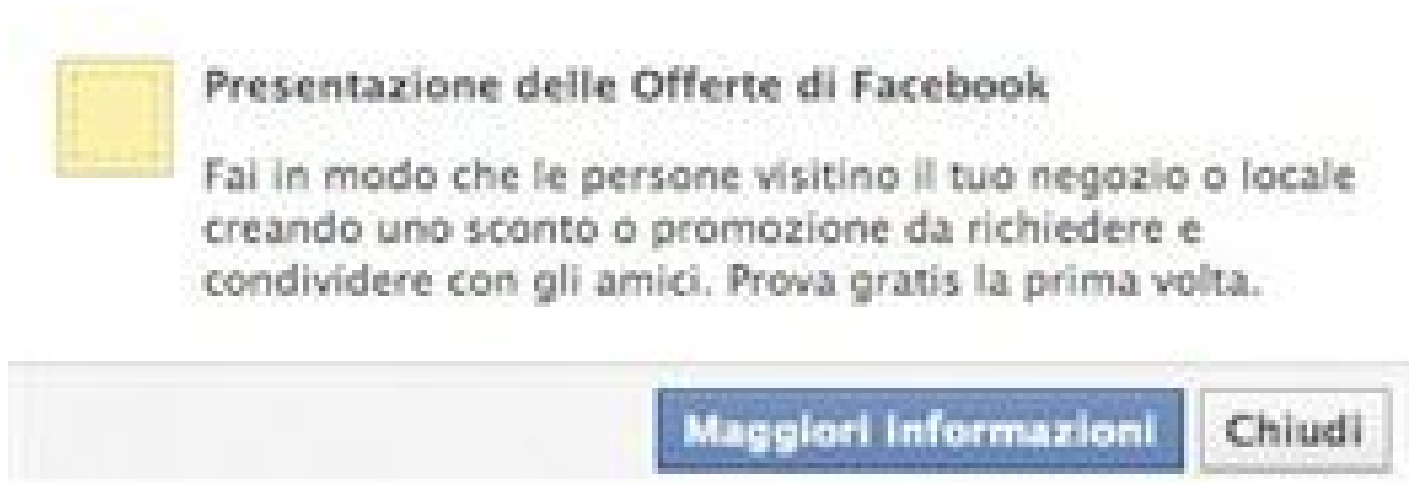 Presentazione delle Offerte di Facebook
Fai in modo che le persone visitino il tuo negozio o locale
creando uno sconto o promozione da richiedere e
condividere con gli amici. Prova gratis la prima volta.
Maggiori informazioni
Chiudi